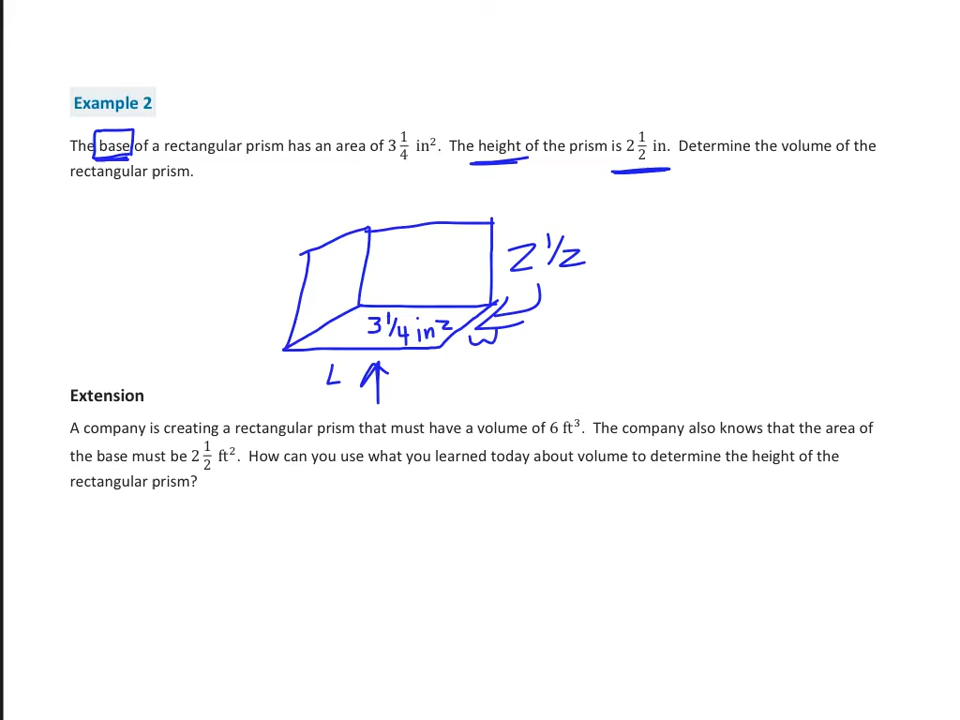 Example 2
The base of a rectangular prism has an area of 3 1/4 in². The height of the prism is 2 1/2 in. Determine the volume of the
rectangular prism.
2 1/2
3 1/4 in²
w
L
Extension
A company is creating a rectangular prism that must have a volume of 6 ft³. The company also knows that the area of
the base must be 2 1/2 ft². How can you use what you learned today about volume to determine the height of the
rectangular prism?